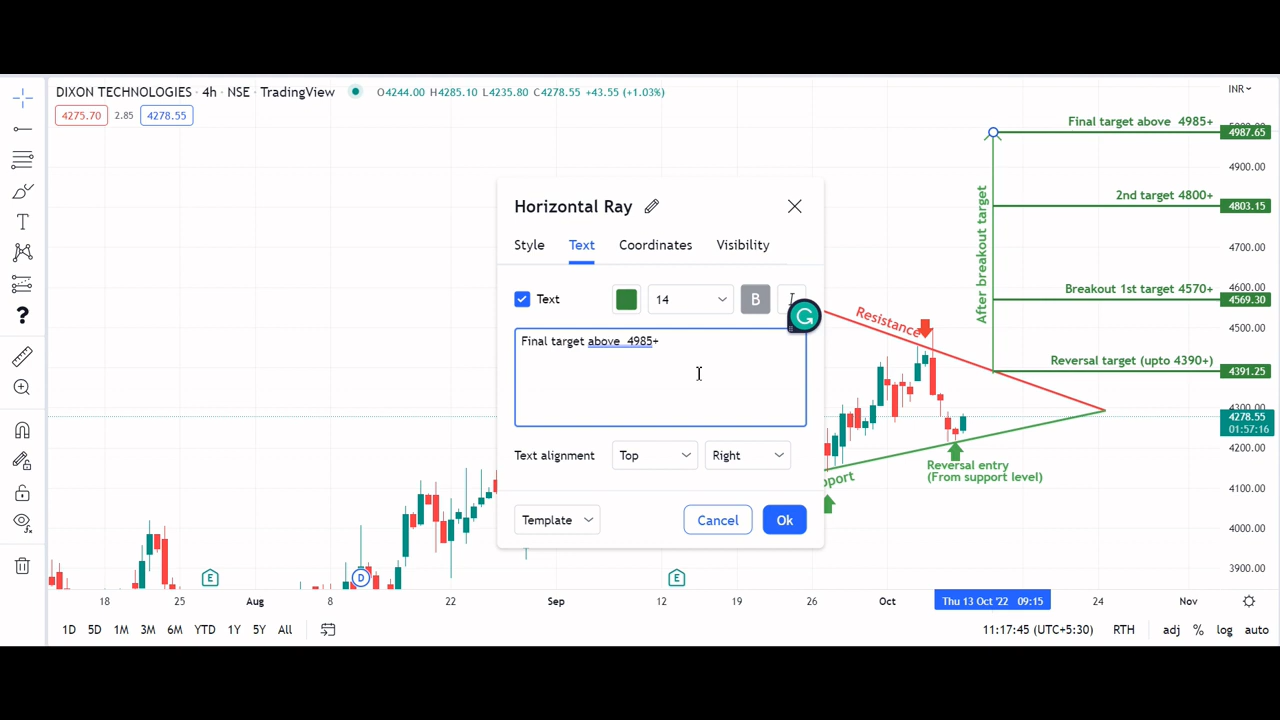 DIXON TECHNOLOGIES · 4h · NSE · TradingView
O4244.00 H4285.10 L4235.80 C4278.55 +43.55 (+1.03%)
INR
4275.70 2.85 4278.55
Final target above 4985+
4987.65
4900.00
2nd target 4800+
4803.15
4700.00
After breakout target
Breakout 1st target 4570+
4569.30
4500.00
Resistance
Reversal target (upto 4390+)
4391.25
4300.00
4278.55
01:57:16
4200.00
Reversal entry
(From support level)
4100.00
4000.00
3900.00
Horizontal Ray
Style Text Coordinates Visibility
Text 14 B I
Final target above 4985+
Text alignment Top Right
Template Cancel Ok
E D E
18 25 Aug 8 22 Sep 12 19 26 Oct Thu 13 Oct '22 09:15 24 Nov
1D 5D 1M 3M 6M YTD 1Y 5Y All
11:17:45 (UTC+5:30) RTH adj % log auto